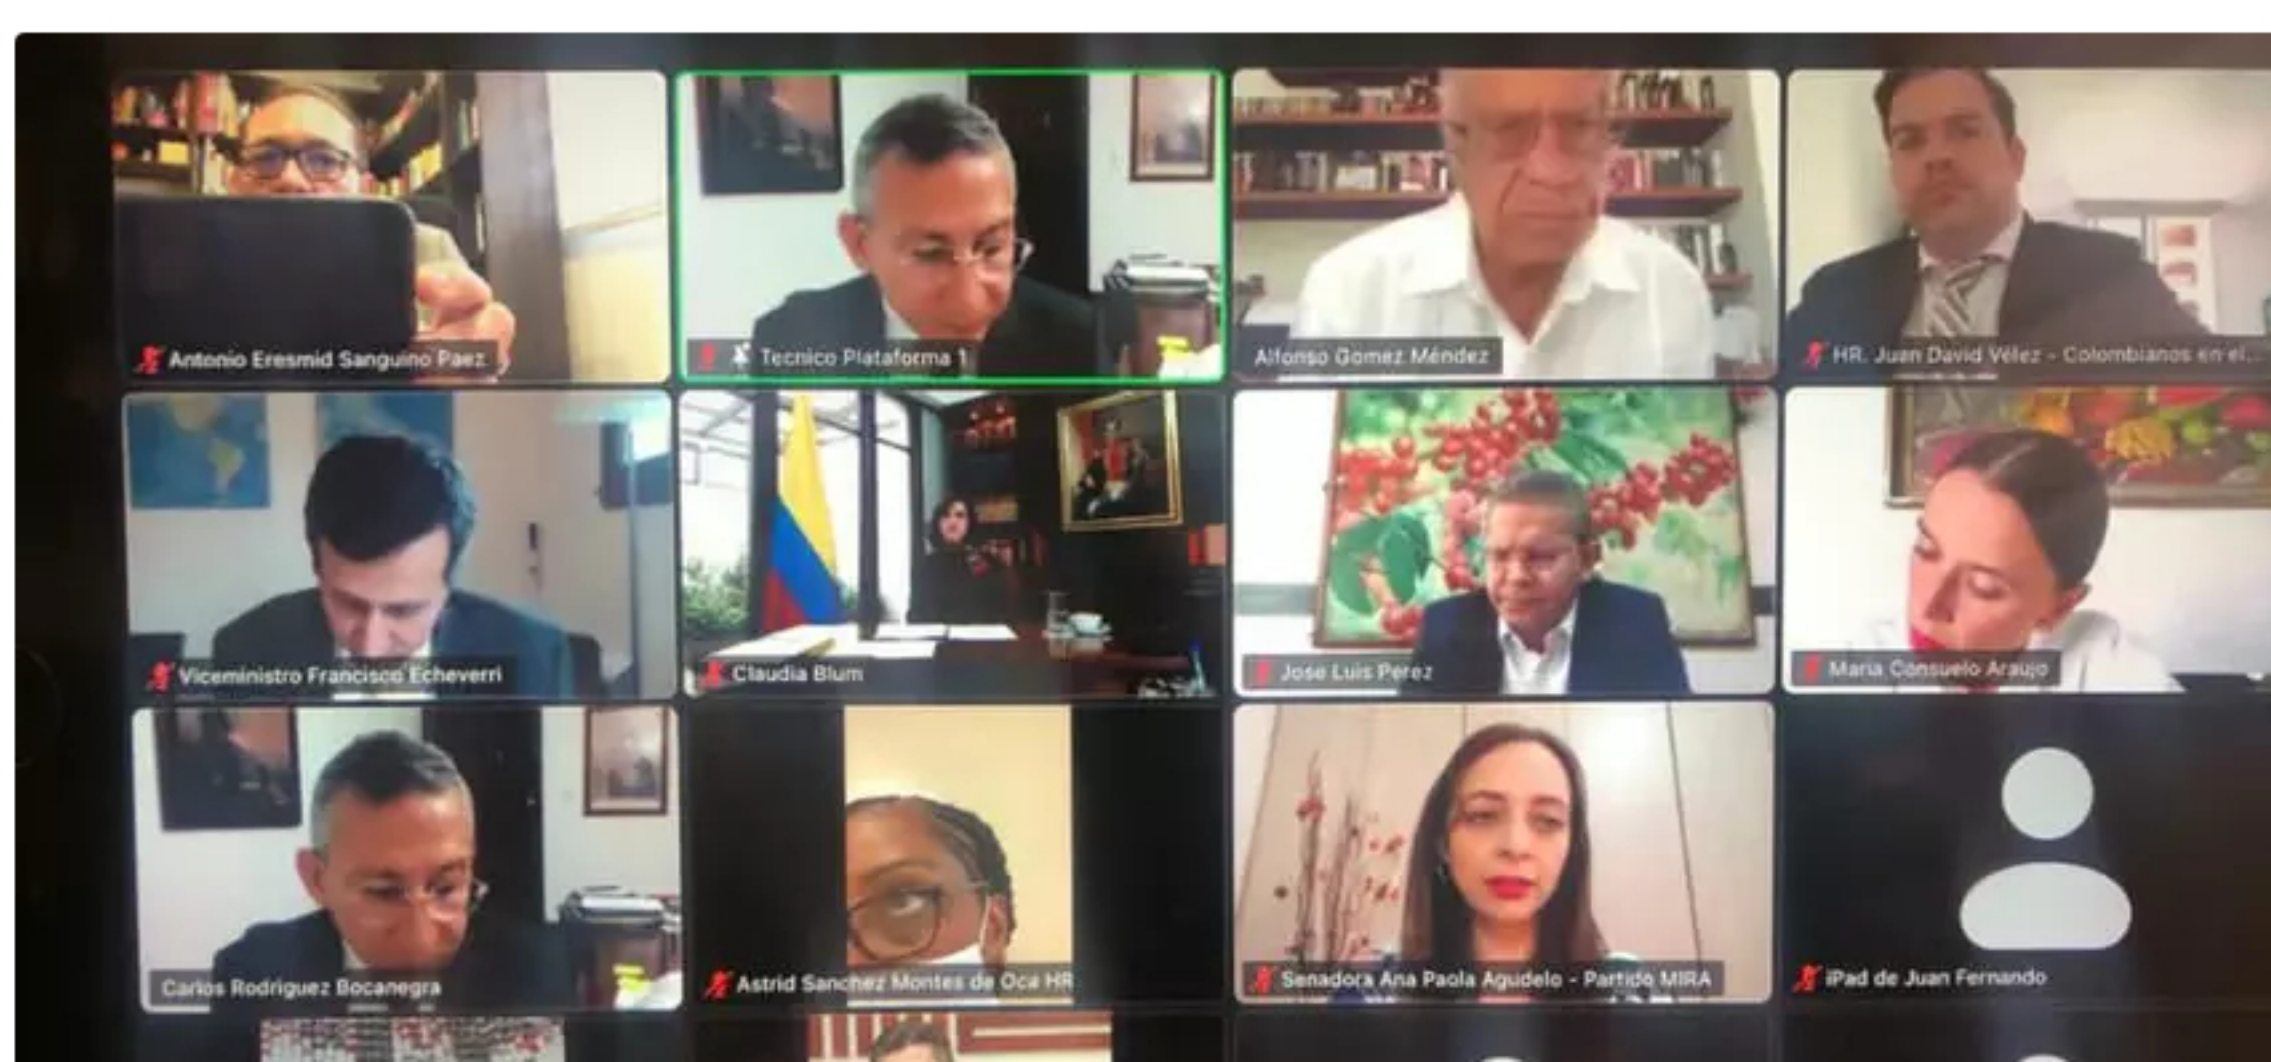 Antonio Eresmid Sanguino Paez
Tecnico Plataforma 1
Alfonso Gomez Méndez
HR. Juan David Vélez - Colombianos en el...
Viceministro Francisco Echeverri
Claudia Blum
Jose Luis Perez
Maria Consuelo Araujo
Carlos Rodriguez Bocanegra
Astrid Sanchez Montes de Oca HR
Senadora Ana Paola Agudelo - Partido MIRA
iPad de Juan Fernando